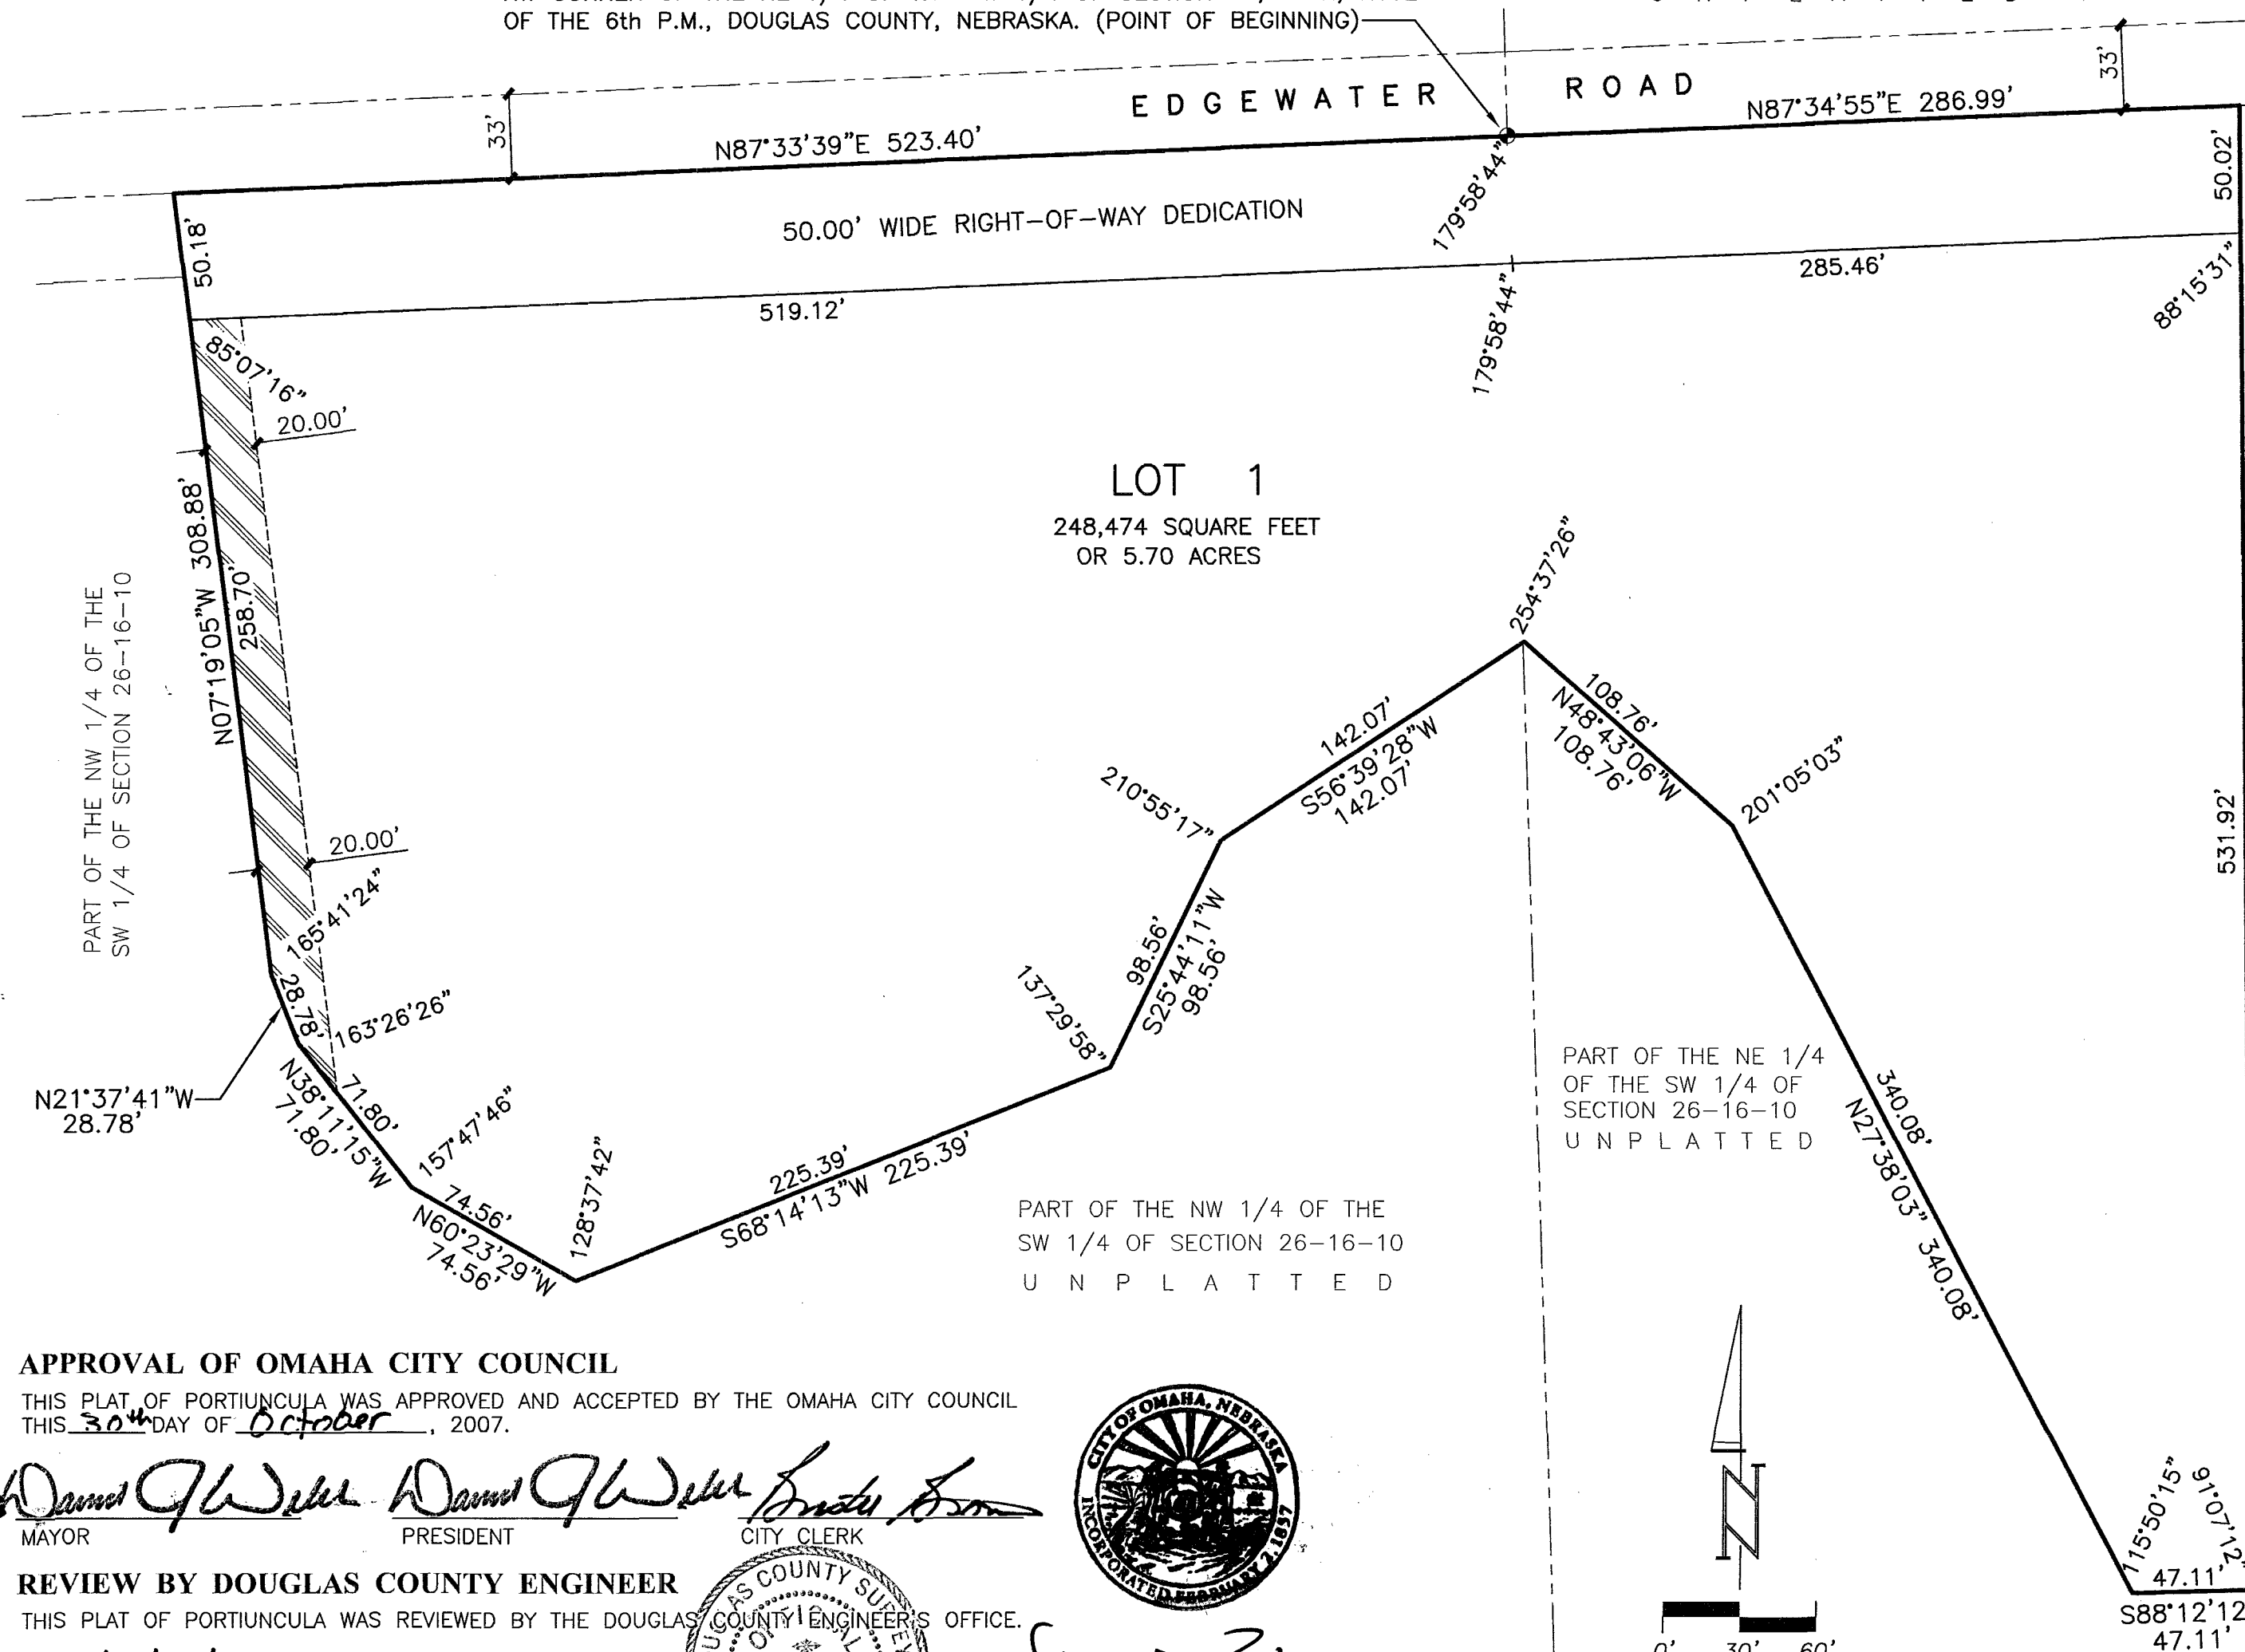 OF THE 6th P.M., DOUGLAS COUNTY, NEBRASKA. (POINT OF BEGINNING)
EDGEWATER ROAD
33'
33'
N87°33'39"E 523.40'
N87°34'55"E 286.99'
50.18'
50.02'
179°58'44"
50.00' WIDE RIGHT-OF-WAY DEDICATION
519.12'
285.46'
179°58'44"
88°15'31"
85°07'16"
20.00'
LOT 1
248,474 SQUARE FEET
OR 5.70 ACRES
N07°19'05"W 308.88'
258.70'
PART OF THE NW 1/4 OF THE
SW 1/4 OF SECTION 26-16-10
254°37'26"
108.76'
N48°43'06"W
108.76'
142.07'
S56°39'28"W
142.07'
210°55'17"
201°05'03"
531.92'
20.00'
165°41'24"
98.56'
S25°44'11"W
98.56'
137°29'58"
28.78'
163°26'26"
N21°37'41"W
28.78'
71.80'
N38°11'15"W
71.80'
157°47'46"
74.56'
N60°23'29"W
74.56'
128°37'42"
225.39'
S68°14'13"W 225.39'
PART OF THE NE 1/4
OF THE SW 1/4 OF
SECTION 26-16-10
UNPLATTED
340.08'
N27°38'03" 340.08'
PART OF THE NW 1/4 OF THE
SW 1/4 OF SECTION 26-16-10
UNPLATTED
APPROVAL OF OMAHA CITY COUNCIL
THIS PLAT OF PORTIUNCULA WAS APPROVED AND ACCEPTED BY THE OMAHA CITY COUNCIL
THIS 30th DAY OF October, 2007.
MAYOR
PRESIDENT
CITY CLERK
CITY OF OMAHA, NEBRASKA
INCORPORATED FEBRUARY 2, 1857
REVIEW BY DOUGLAS COUNTY ENGINEER
THIS PLAT OF PORTIUNCULA WAS REVIEWED BY THE DOUGLAS COUNTY ENGINEER'S OFFICE.
N
0' 30' 60'
115°50'15"
91°07'12"
47.11'
S88°12'12
47.11'